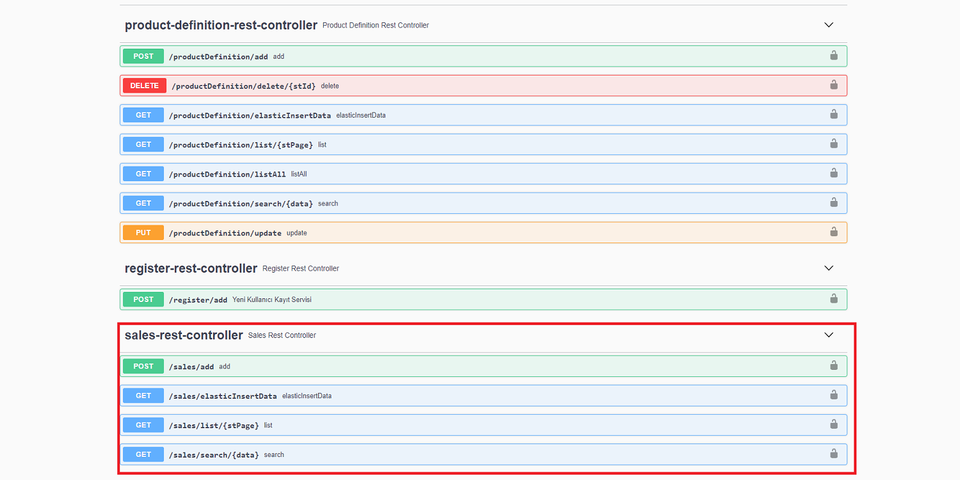 product-definition-rest-controller Product Definition Rest Controller
POST /productDefinition/add add
DELETE /productDefinition/delete/{stId} delete
GET /productDefinition/elasticInsertData elasticInsertData
GET /productDefinition/list/{stPage} list
GET /productDefinition/listAll listAll
GET /productDefinition/search/{data} search
PUT /productDefinition/update update
register-rest-controller Register Rest Controller
POST /register/add Yeni Kullanıcı Kayıt Servisi
sales-rest-controller Sales Rest Controller
POST /sales/add add
GET /sales/elasticInsertData elasticInsertData
GET /sales/list/{stPage} list
GET /sales/search/{data} search